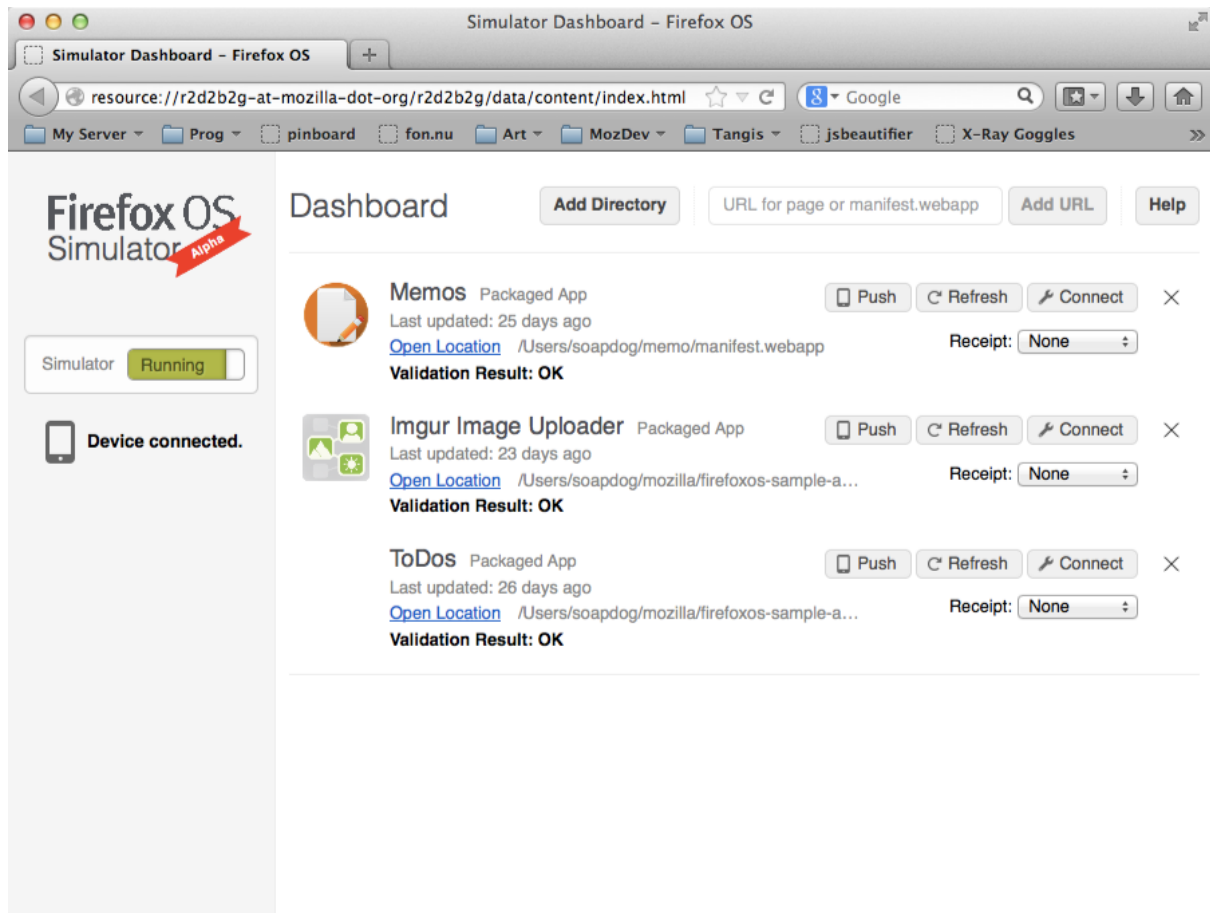 Simulator Dashboard – Firefox OS
Simulator Dashboard – Firefox OS
resource://r2d2b2g-at-mozilla-dot-org/r2d2b2g/data/content/index.html 8 Google
My Server Prog pinboard fon.nu Art MozDev Tangis jsbeautifier X-Ray Goggles »
Firefox OS
Simulator Alpha
Simulator Running
Device connected.
Dashboard Add Directory URL for page or manifest.webapp Add URL Help
Memos Packaged App Push Refresh Connect
Last updated: 25 days ago
Open Location /Users/soapdog/memo/manifest.webapp Receipt: None
Validation Result: OK
Imgur Image Uploader Packaged App Push Refresh Connect
Last updated: 23 days ago
Open Location /Users/soapdog/mozilla/firefoxos-sample-a... Receipt: None
Validation Result: OK
ToDos Packaged App Push Refresh Connect
Last updated: 26 days ago
Open Location /Users/soapdog/mozilla/firefoxos-sample-a... Receipt: None
Validation Result: OK